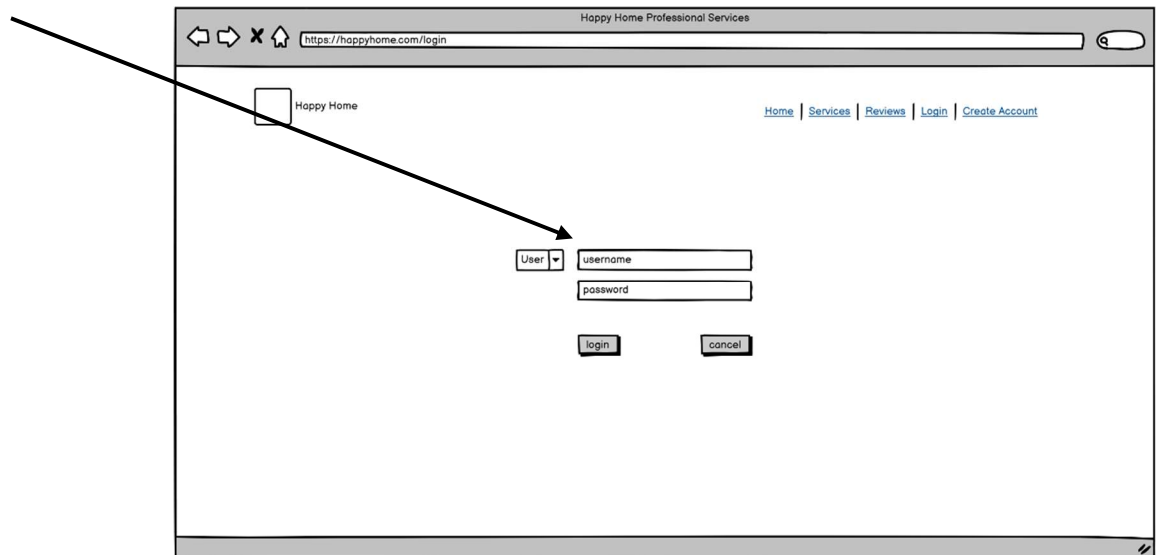 Happy Home Professional Services
https://happyhome.com/login
Happy Home
Home | Services | Reviews | Login | Create Account
User username
password
login cancel